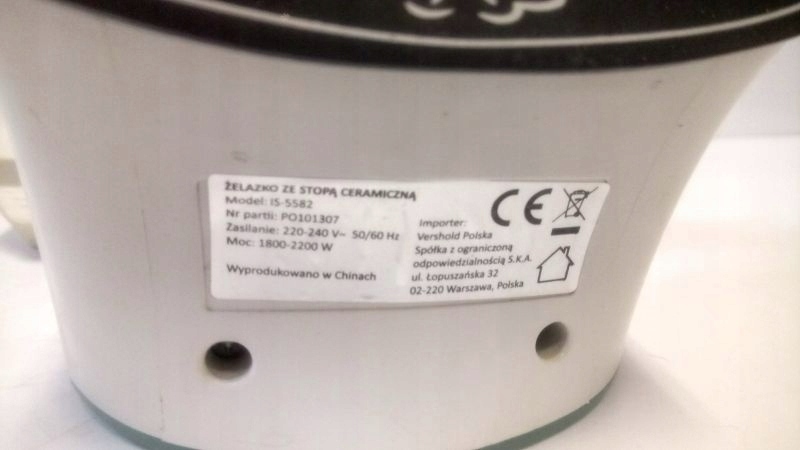 ŻELAZKO ZE STOPĄ CERAMICZNĄ
Model: IS-5582
Nr partii: PO101307
Zasilanie: 220-240 V~ 50/60 Hz
Moc: 1800-2200 W
Wyprodukowano w Chinach
Importer:
Vershold Polska
Spółka z ograniczoną
odpowiedzialnością S.K.A.
ul. Łopuszańska 32
02-220 Warszawa, Polska
CE